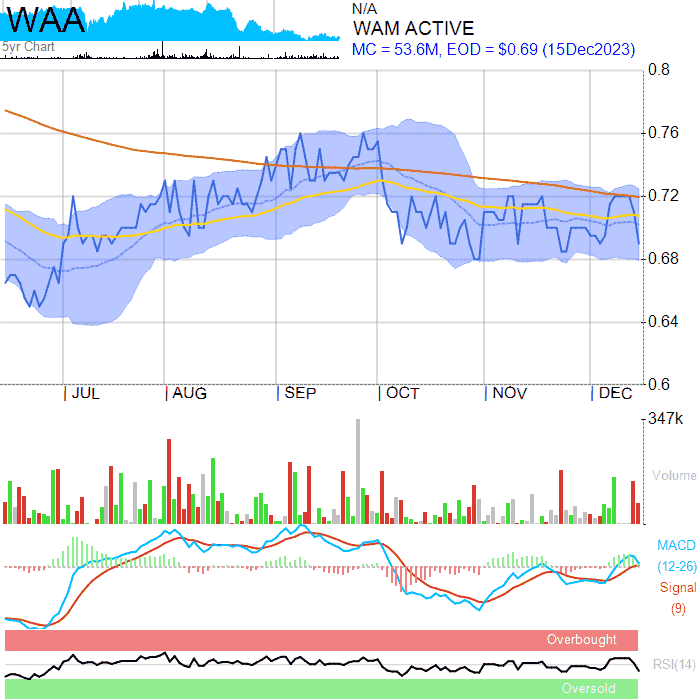 WAA
5yr Chart
N/A
WAM ACTIVE
MC = 53.6M, EOD = $0.69 (15Dec2023)
0.8
0.76
0.72
0.68
0.64
0.6
JUL
AUG
SEP
OCT
NOV
DEC
347k
Volume
MACD
(12-26)
Signal
(9)
Overbought
RSI(14)
Oversold